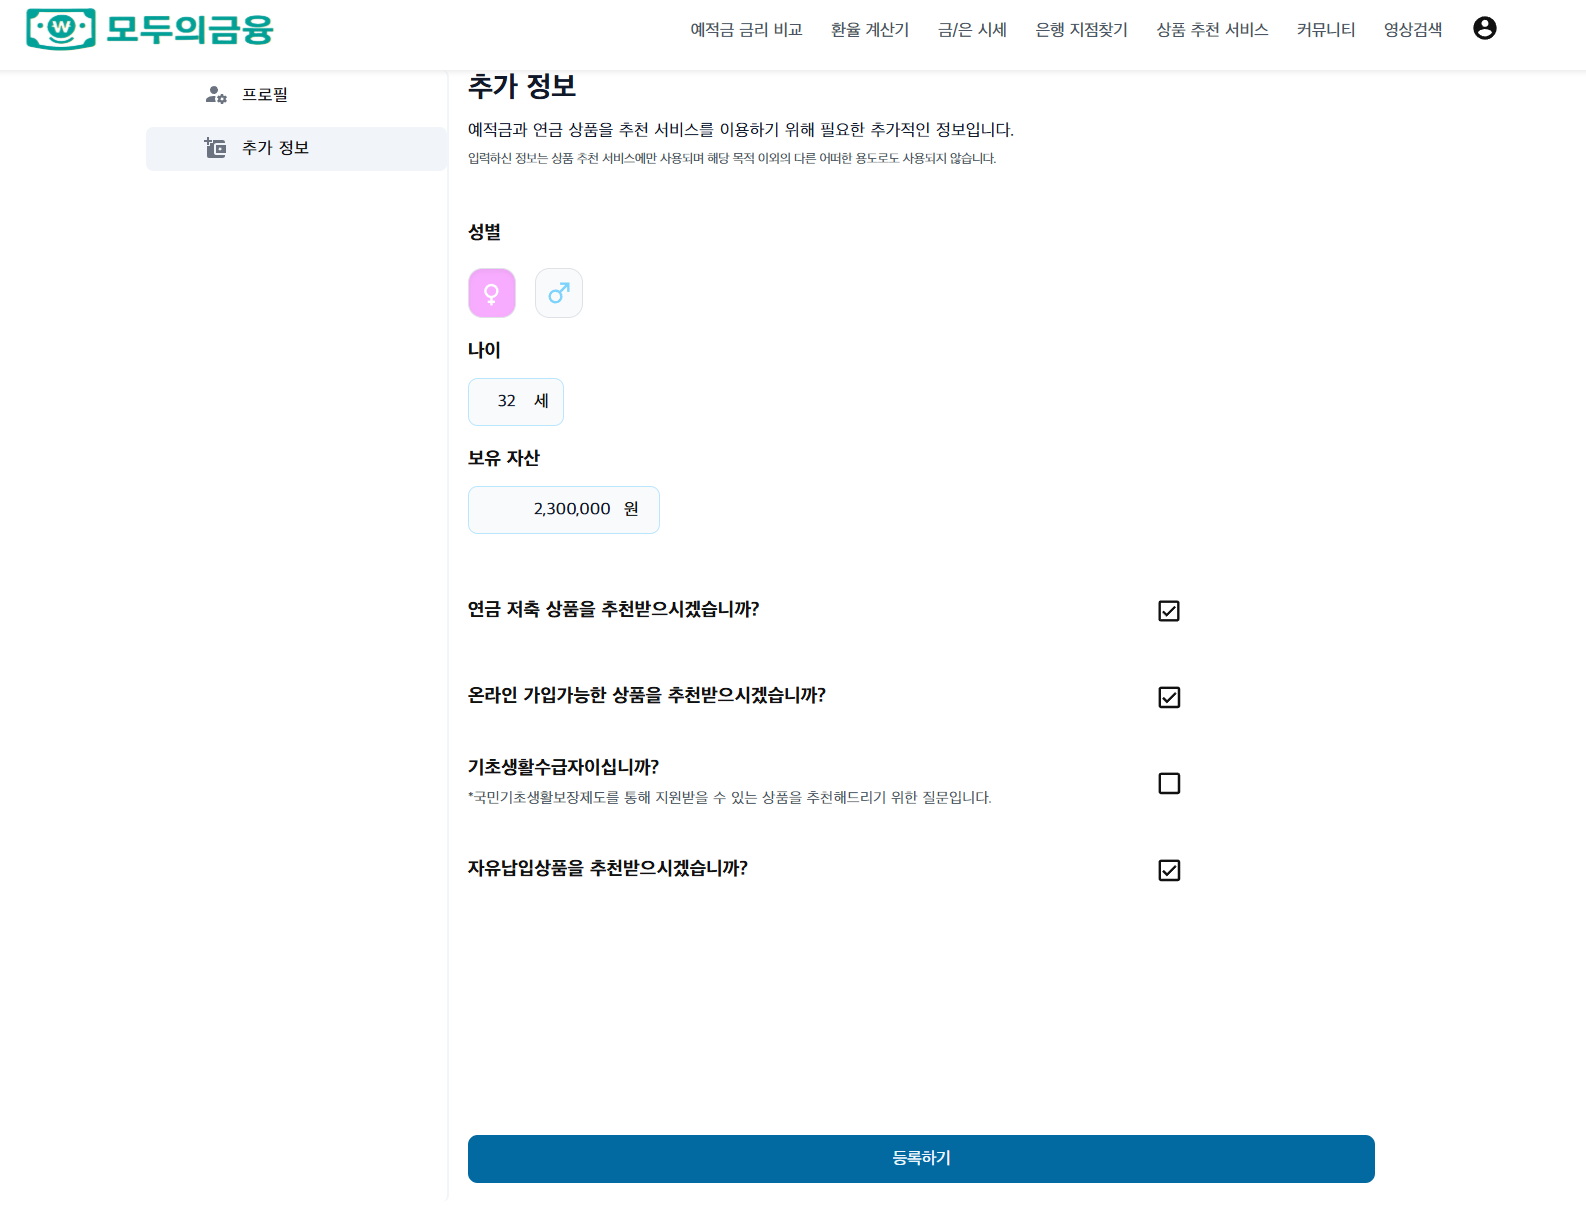 모두의금융
예적금 금리 비교 환율 계산기 금/은 시세 은행 지점찾기 상품 추천 서비스 커뮤니티 영상검색
프로필
추가 정보
추가 정보
예적금과 연금 상품을 추천 서비스를 이용하기 위해 필요한 추가적인 정보입니다.
입력하신 정보는 상품 추천 서비스에만 사용되며 해당 목적 이외의 다른 어떠한 용도로도 사용되지 않습니다.
성별
나이
32 세
보유 자산
2,300,000 원
연금 저축 상품을 추천받으시겠습니까?
온라인 가입가능한 상품을 추천받으시겠습니까?
기초생활수급자이십니까?
*국민기초생활보장제도를 통해 지원받을 수 있는 상품을 추천해드리기 위한 질문입니다.
자유납입상품을 추천받으시겠습니까?
등록하기